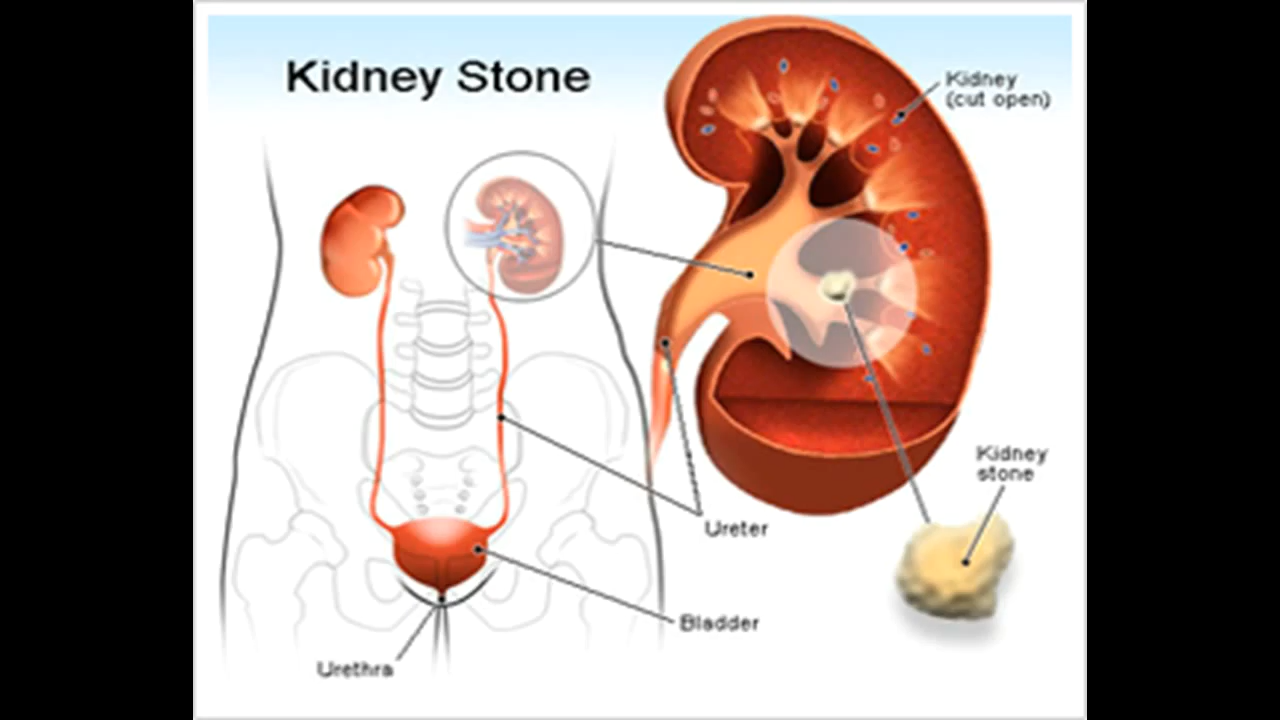 Kidney Stone
Kidney
(cut open)
Kidney
stone
Ureter
Bladder
Urethra